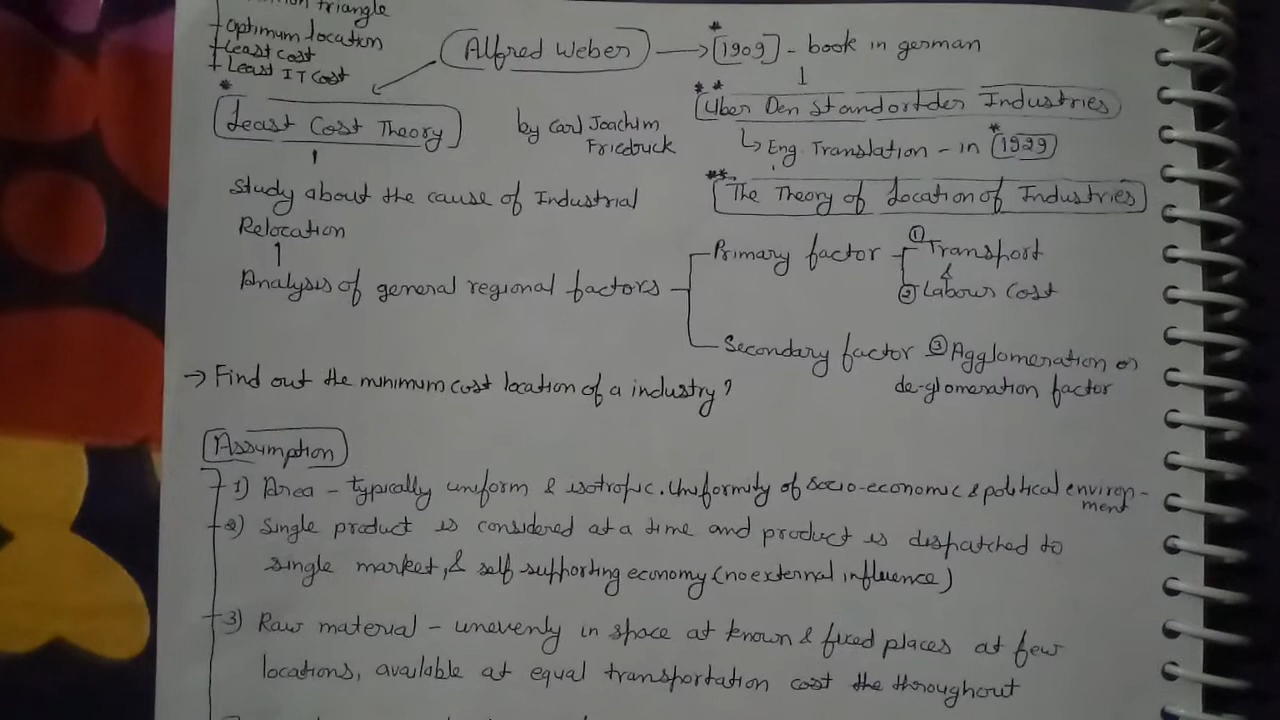 triangle
Optimum location
Least cost
Least IT Cost
Alfred Weber → * [1909] - book in german
* Least Cost Theory
by Carl Joachim
Friedruck
** Uber Den Standortder Industries
↳ Eng. Translation - in * 1929
** The Theory of Location of Industries
Study about the cause of Industrial
Relocation
Analysis of general regional factors
Primary factor ① Transport
&
② Labour Cost
Secondary factor ③ Agglomeration or
de-glomeration factor
→ Find out the minimum cost location of a industry?
Assumption
1) Area - typically uniform & isotropic. Uniformity of socio-economic & political environ-
ment
2) Single product is considered at a time and product is dispatched to
single market, & self supporting economy (no external influence)
3) Raw material - unevenly in space at known & fixed places at few
locations, available at equal transportation cost the throughout